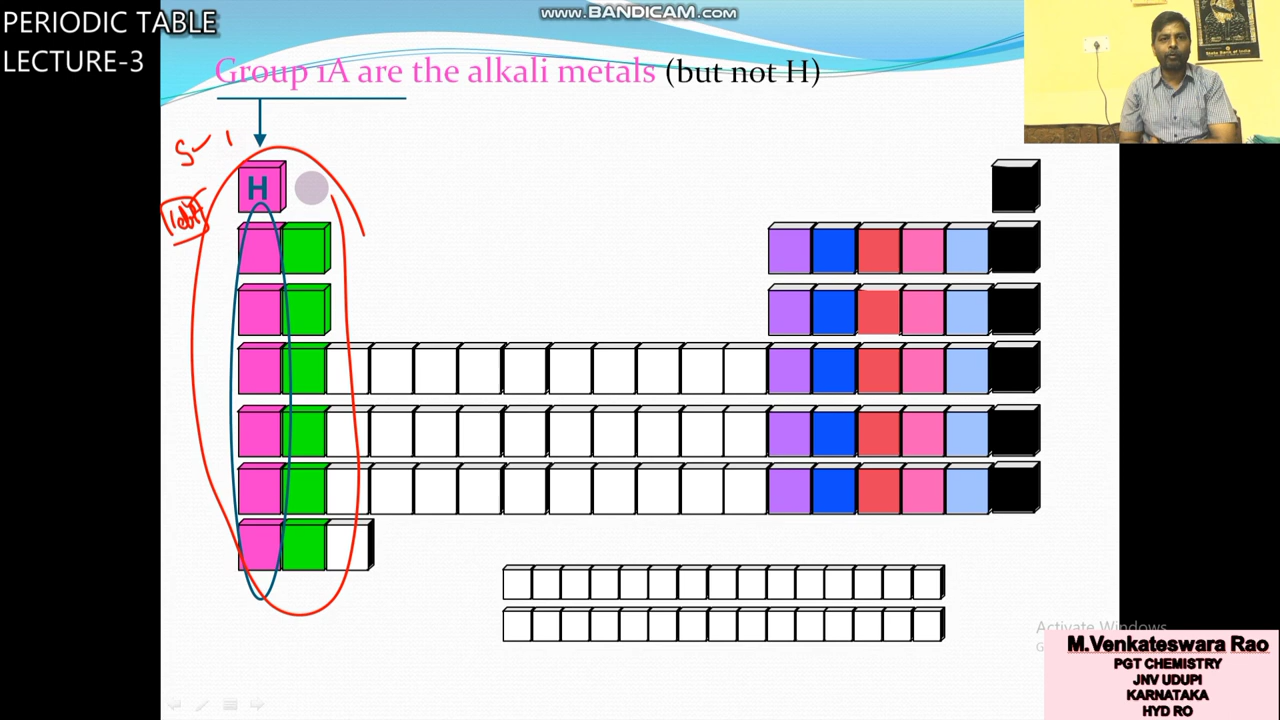 www.BANDICAM.com
PERIODIC TABLE
LECTURE-3
Group 1A are the alkali metals (but not H)
H
Activate Windows
M.Venkateswara Rao
PGT CHEMISTRY
JNV UDUPI
KARNATAKA
HYD RO